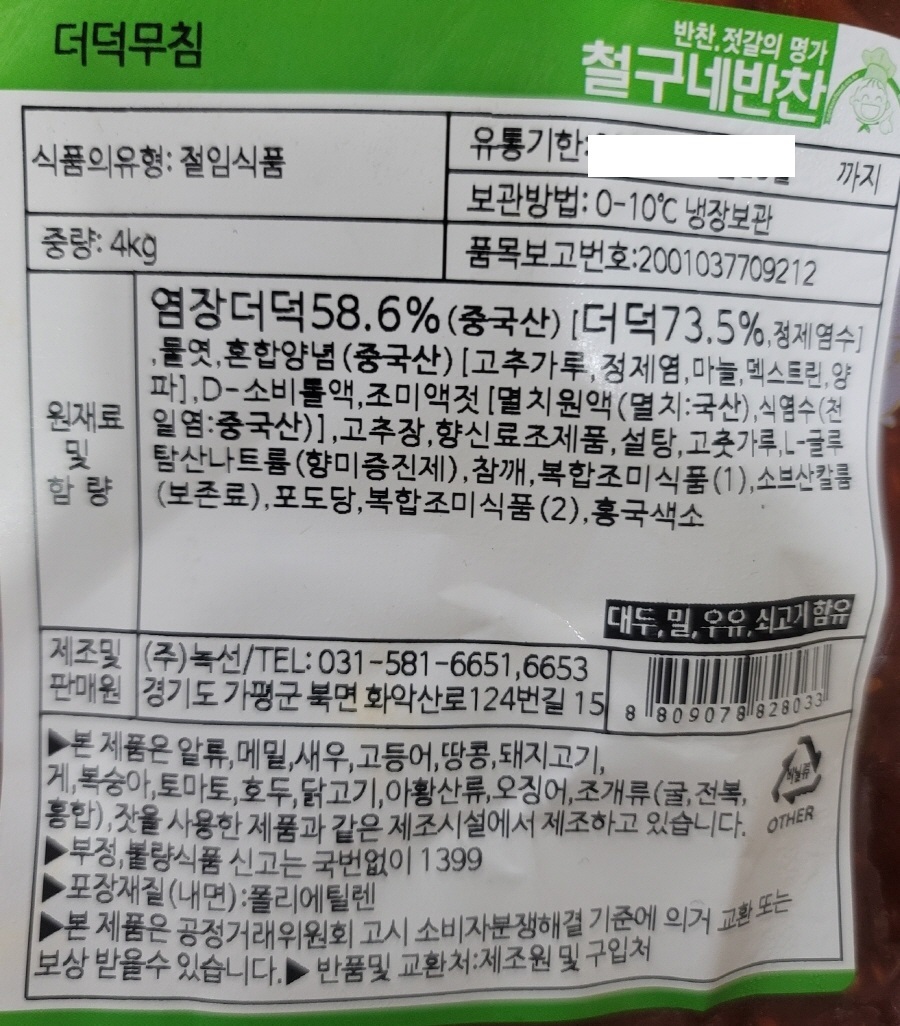 더덕무침
반찬.젓갈의 명가
철구네반찬
식품의유형: 절임식품
유통기한:
까지
보관방법: 0-10℃ 냉장보관
중량: 4kg
품목보고번호:2001037709212
원재료
및
함 량
염장더덕58.6%(중국산) [더덕73.5%,정제염수]
,물엿,혼합양념(중국산) [고추가루,정제염,마늘,덱스트린,양
파],D-소비톨액,조미액젓 [멸치원액(멸치:국산),식염수(천
일염:중국산)],고추장,향신료조제품,설탕,고춧가루,L-글루
탐산나트륨(향미증진제),참깨,복합조미식품(1),소브산칼륨
(보존료),포도당,복합조미식품(2),홍국색소
대두,밀,우유,쇠고기함유
제조및
판매원
(주)녹선/TEL: 031-581-6651,6653
경기도 가평군 북면 화악산로124번길 15
8 809078 828033
▶본 제품은 알류,메밀,새우,고등어,땅콩,돼지고기,
게,복숭아,토마토,호두,닭고기,아황산류,오징어,조개류(굴,전복,
홍합),잣을 사용한 제품과 같은 제조시설에서 제조하고 있습니다.
비닐류
OTHER
▶부정,불량식품 신고는 국번없이 1399
▶포장재질(내면):폴리에틸렌
▶본 제품은 공정거래위원회 고시 소비자분쟁해결 기준에 의거 교환 또는
보상 받을수 있습니다.▶ 반품및 교환처:제조원 및 구입처